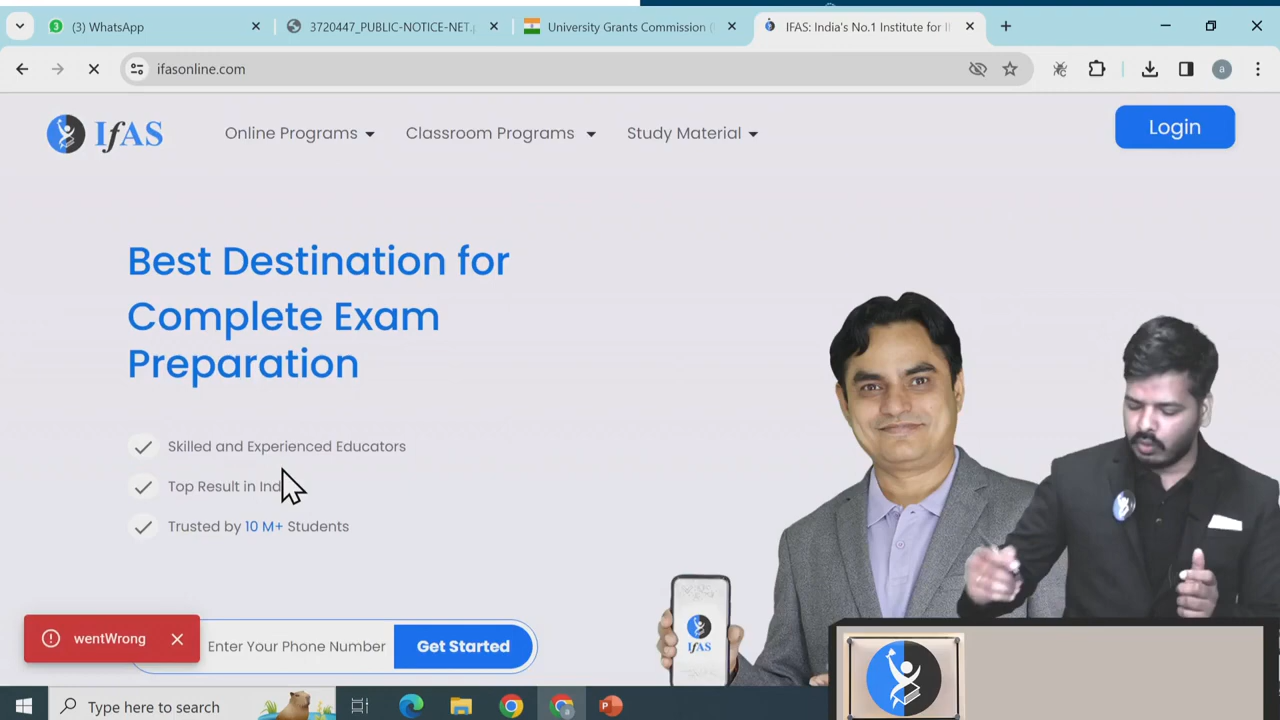 (3) WhatsApp
3720447_PUBLIC-NOTICE-NET.
University Grants Commission (
IFAS: India's No.1 Institute for I
ifasonline.com
a
IfAS
Online Programs
Classroom Programs
Study Material
Login
Best Destination for
Complete Exam
Preparation
Skilled and Experienced Educators
Top Result in Ind
Trusted by 10 M+ Students
wentWrong
Enter Your Phone Number
Get Started
IfAS
Type here to search